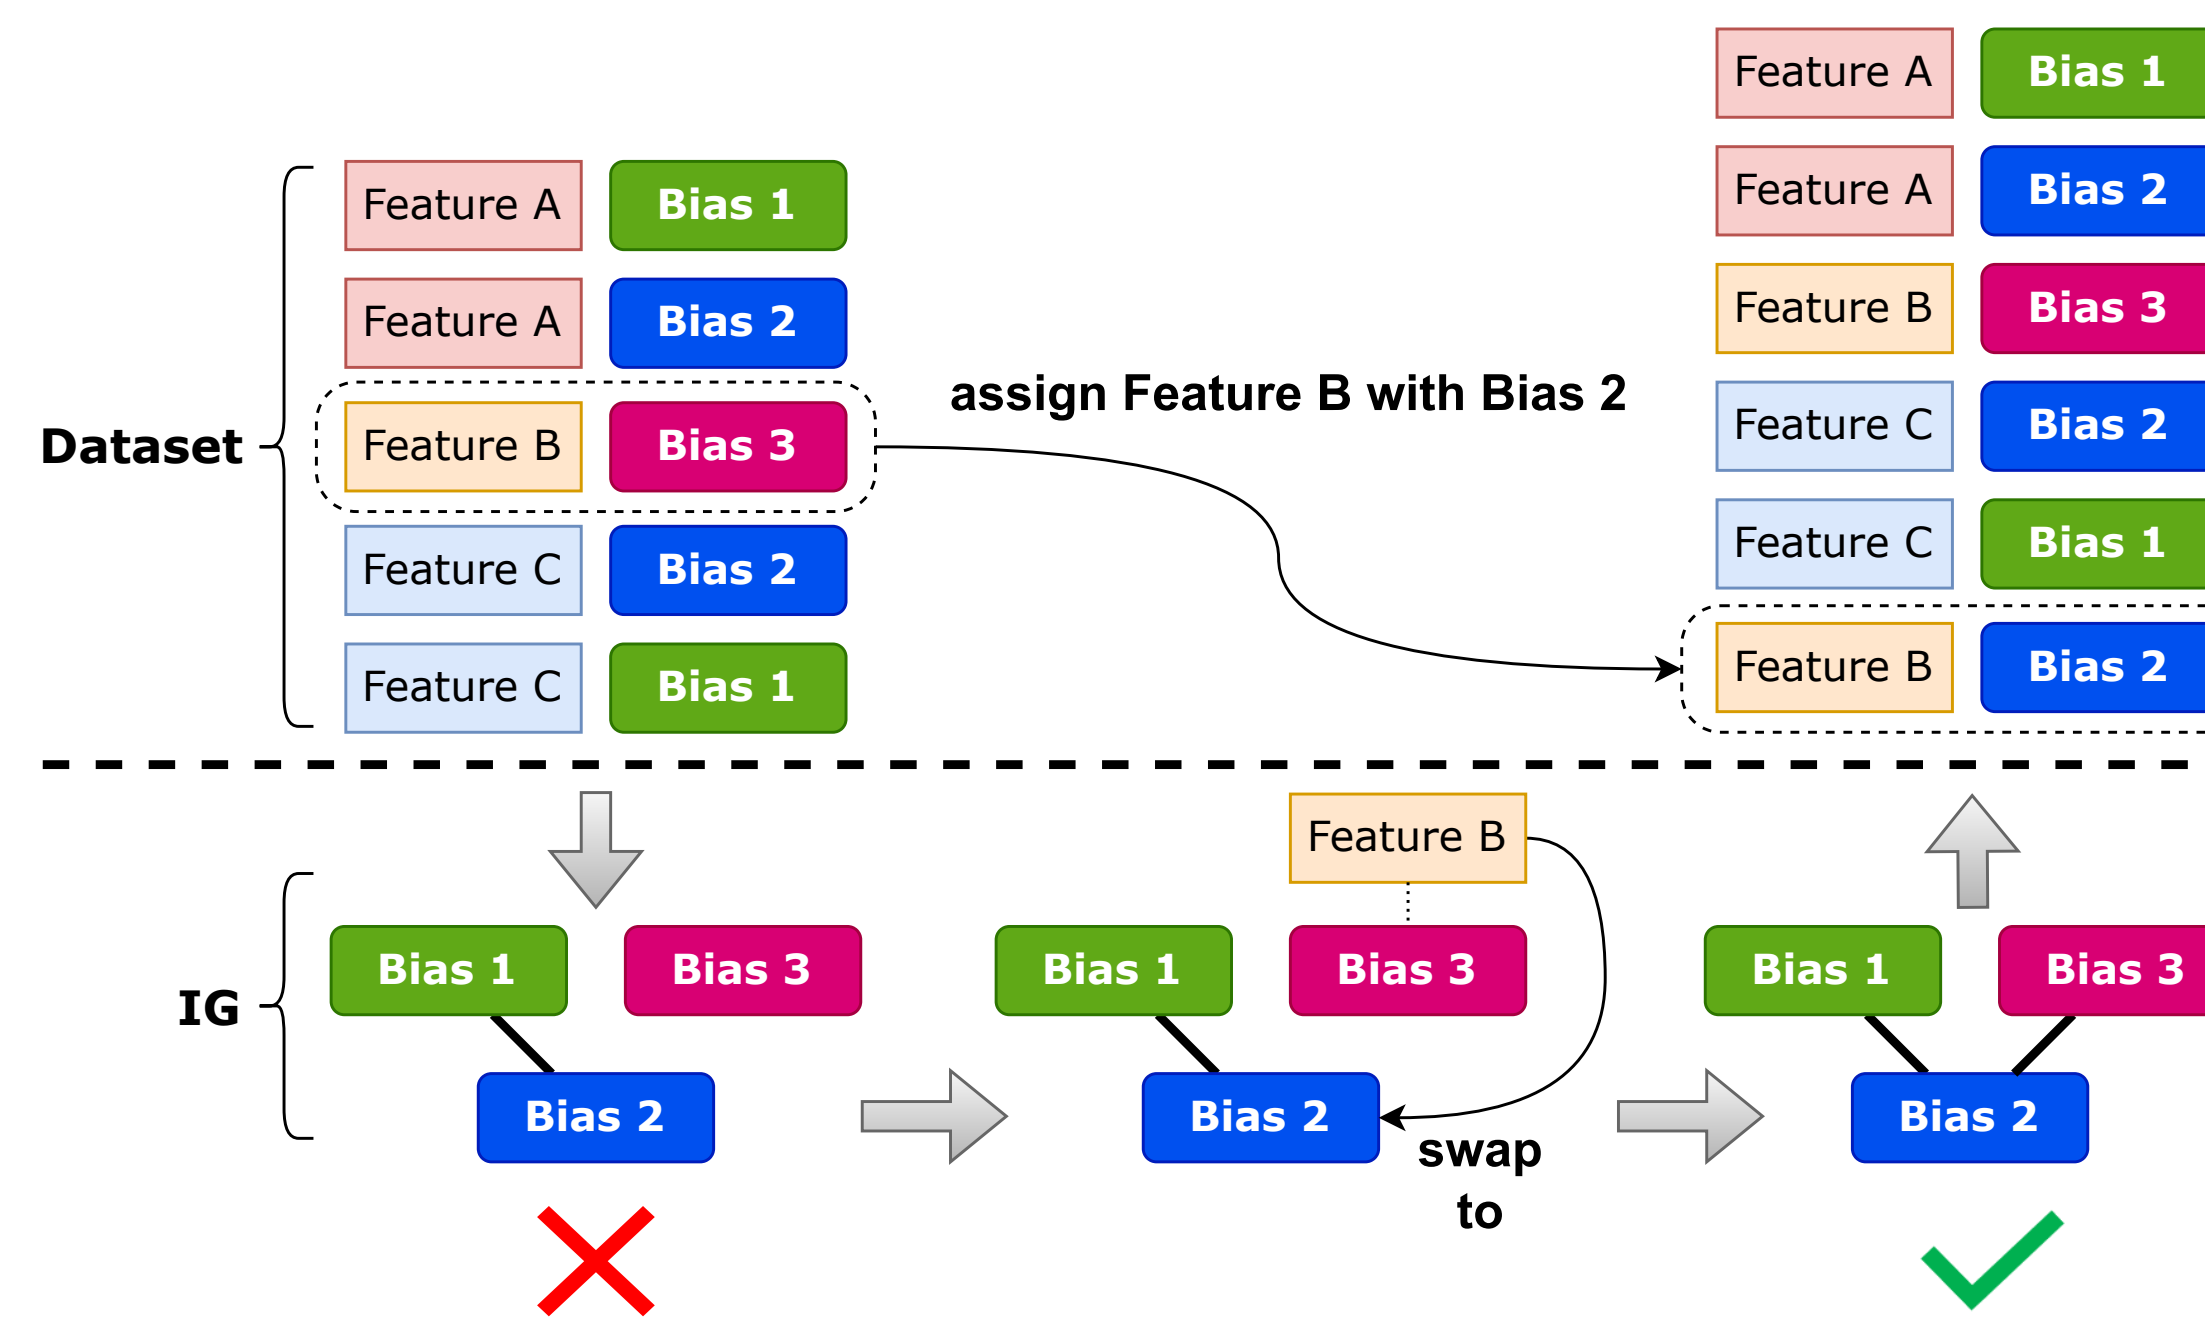 Feature A Bias 1
Feature A Bias 2
Feature B Bias 3
Feature C Bias 2
Feature C Bias 1
Dataset
assign Feature B with Bias 2
Feature A Bias 1
Feature A Bias 2
Feature B Bias 3
Feature C Bias 2
Feature C Bias 1
Feature B Bias 2
IG
Bias 1 Bias 3
Bias 2
Feature B
Bias 1 Bias 3
Bias 2
swap
to
Bias 1 Bias 3
Bias 2